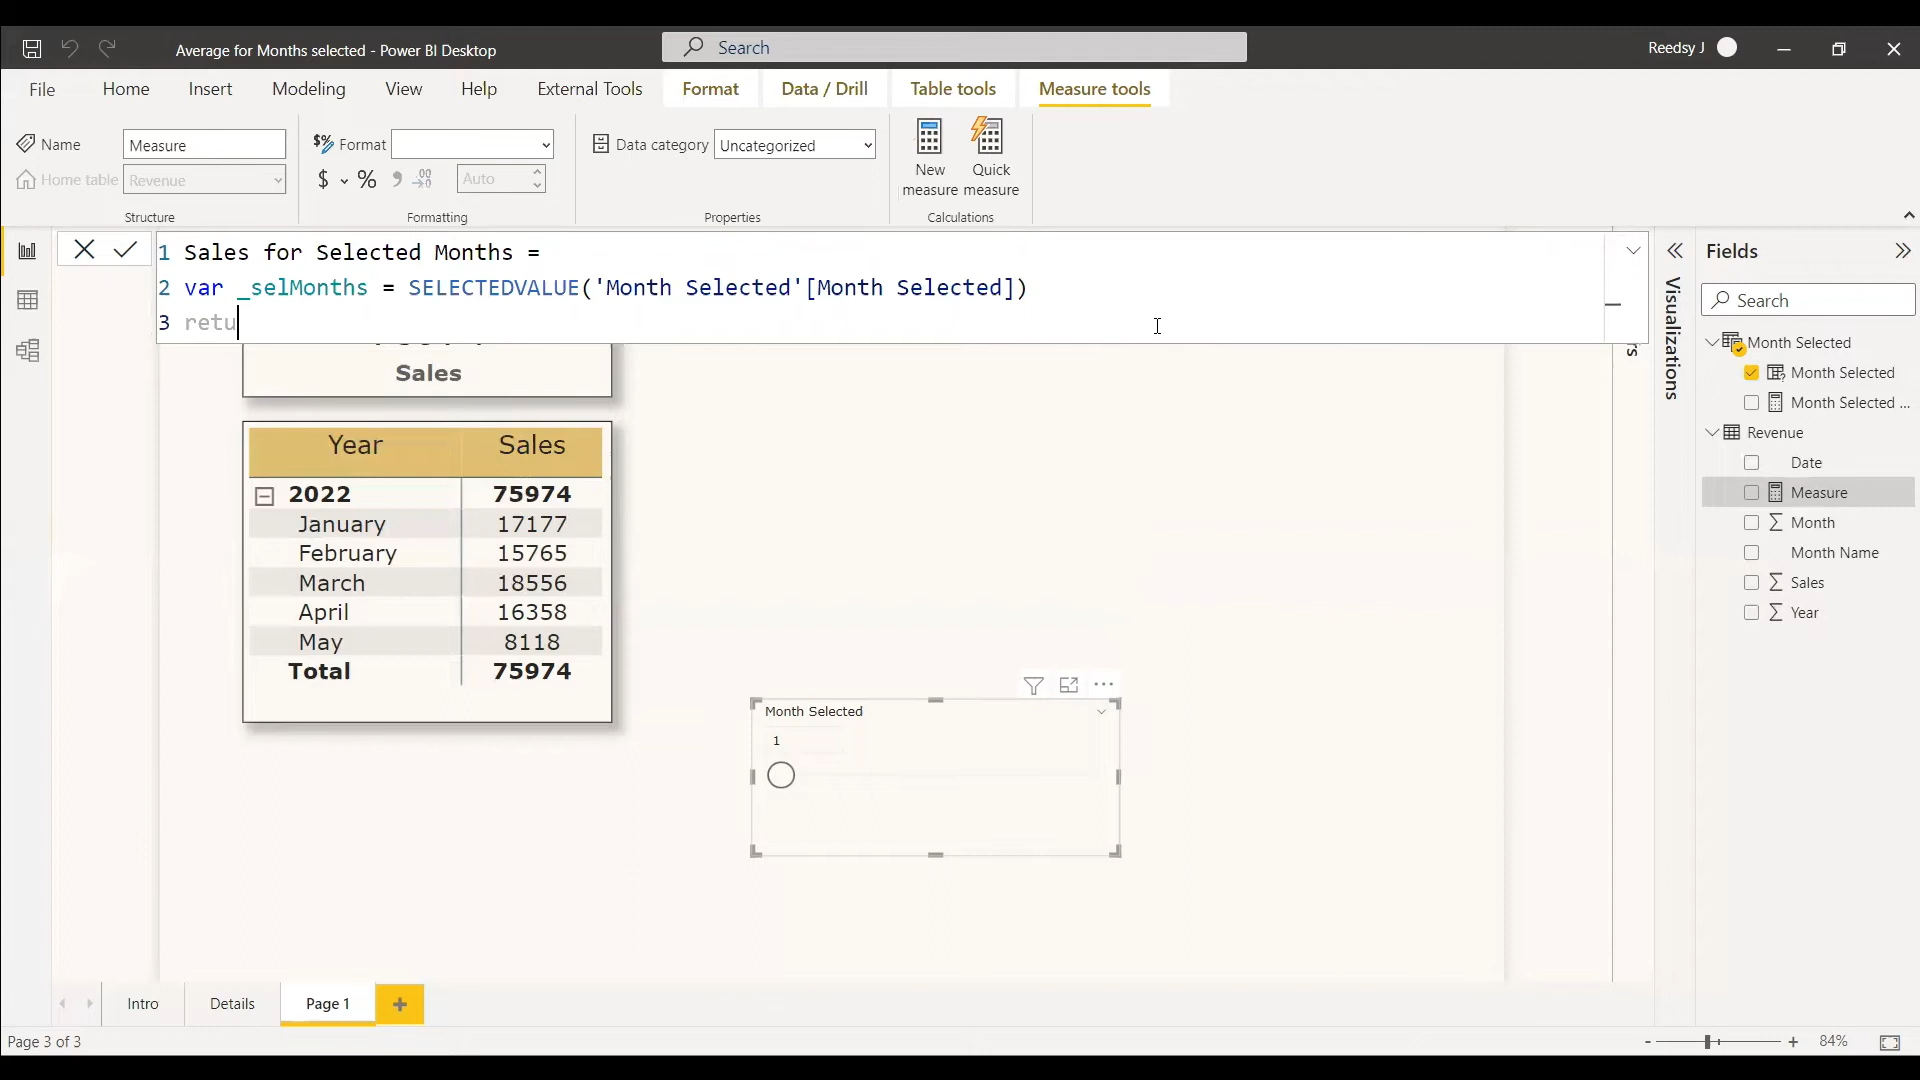 Average for Months selected - Power BI Desktop
Search
Reedsy J
File
Home
Insert
Modeling
View
Help
External Tools
Format
Data / Drill
Table tools
Measure tools
Name
Measure
Home table
Revenue
Structure
Format
$
%
Auto
Formatting
Data category
Uncategorized
Properties
New
measure
Quick
measure
Calculations
1 Sales for Selected Months =
2 var _selMonths = SELECTEDVALUE('Month Selected'[Month Selected])
3 retu
Sales
Year Sales
2022 75974
January 17177
February 15765
March 18556
April 16358
May 8118
Total 75974
Month Selected
1
Visualizations
Fields
Search
Month Selected
Month Selected
Month Selected ...
Revenue
Date
Measure
Month
Month Name
Sales
Year
Intro
Details
Page 1
+
Page 3 of 3
- + 84%